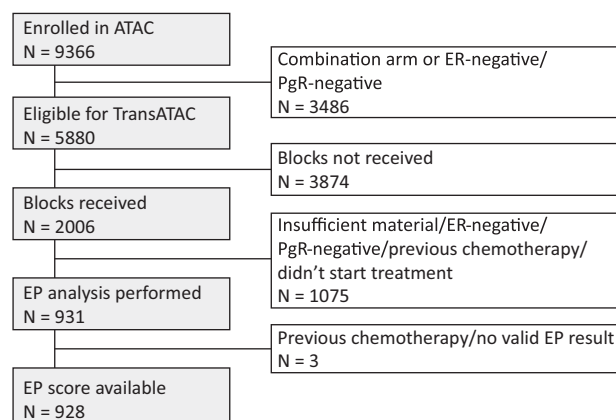 Enrolled in ATAC
N = 9366
Combination arm or ER-negative/
PgR-negative
N = 3486
Eligible for TransATAC
N = 5880
Blocks not received
N = 3874
Blocks received
N = 2006
Insufficient material/ER-negative/
PgR-negative/previous chemotherapy/
didn't start treatment
N = 1075
EP analysis performed
N = 931
Previous chemotherapy/no valid EP result
N = 3
EP score available
N = 928